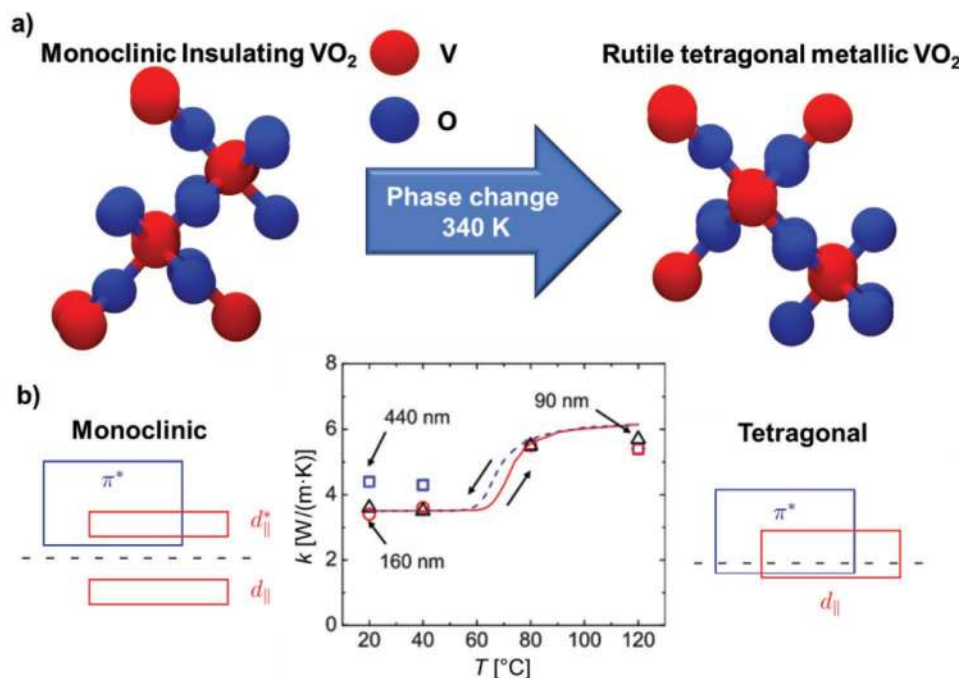 a)
Monoclinic Insulating VO₂
V
O
Rutile tetragonal metallic VO₂
Phase change
340 K
b)
Monoclinic
π*
d*∥
d∥
k [W/(m·K)]
8
6
4
2
0
440 nm
160 nm
90 nm
20 40 60 80 100 120
T [°C]
Tetragonal
π*
d∥